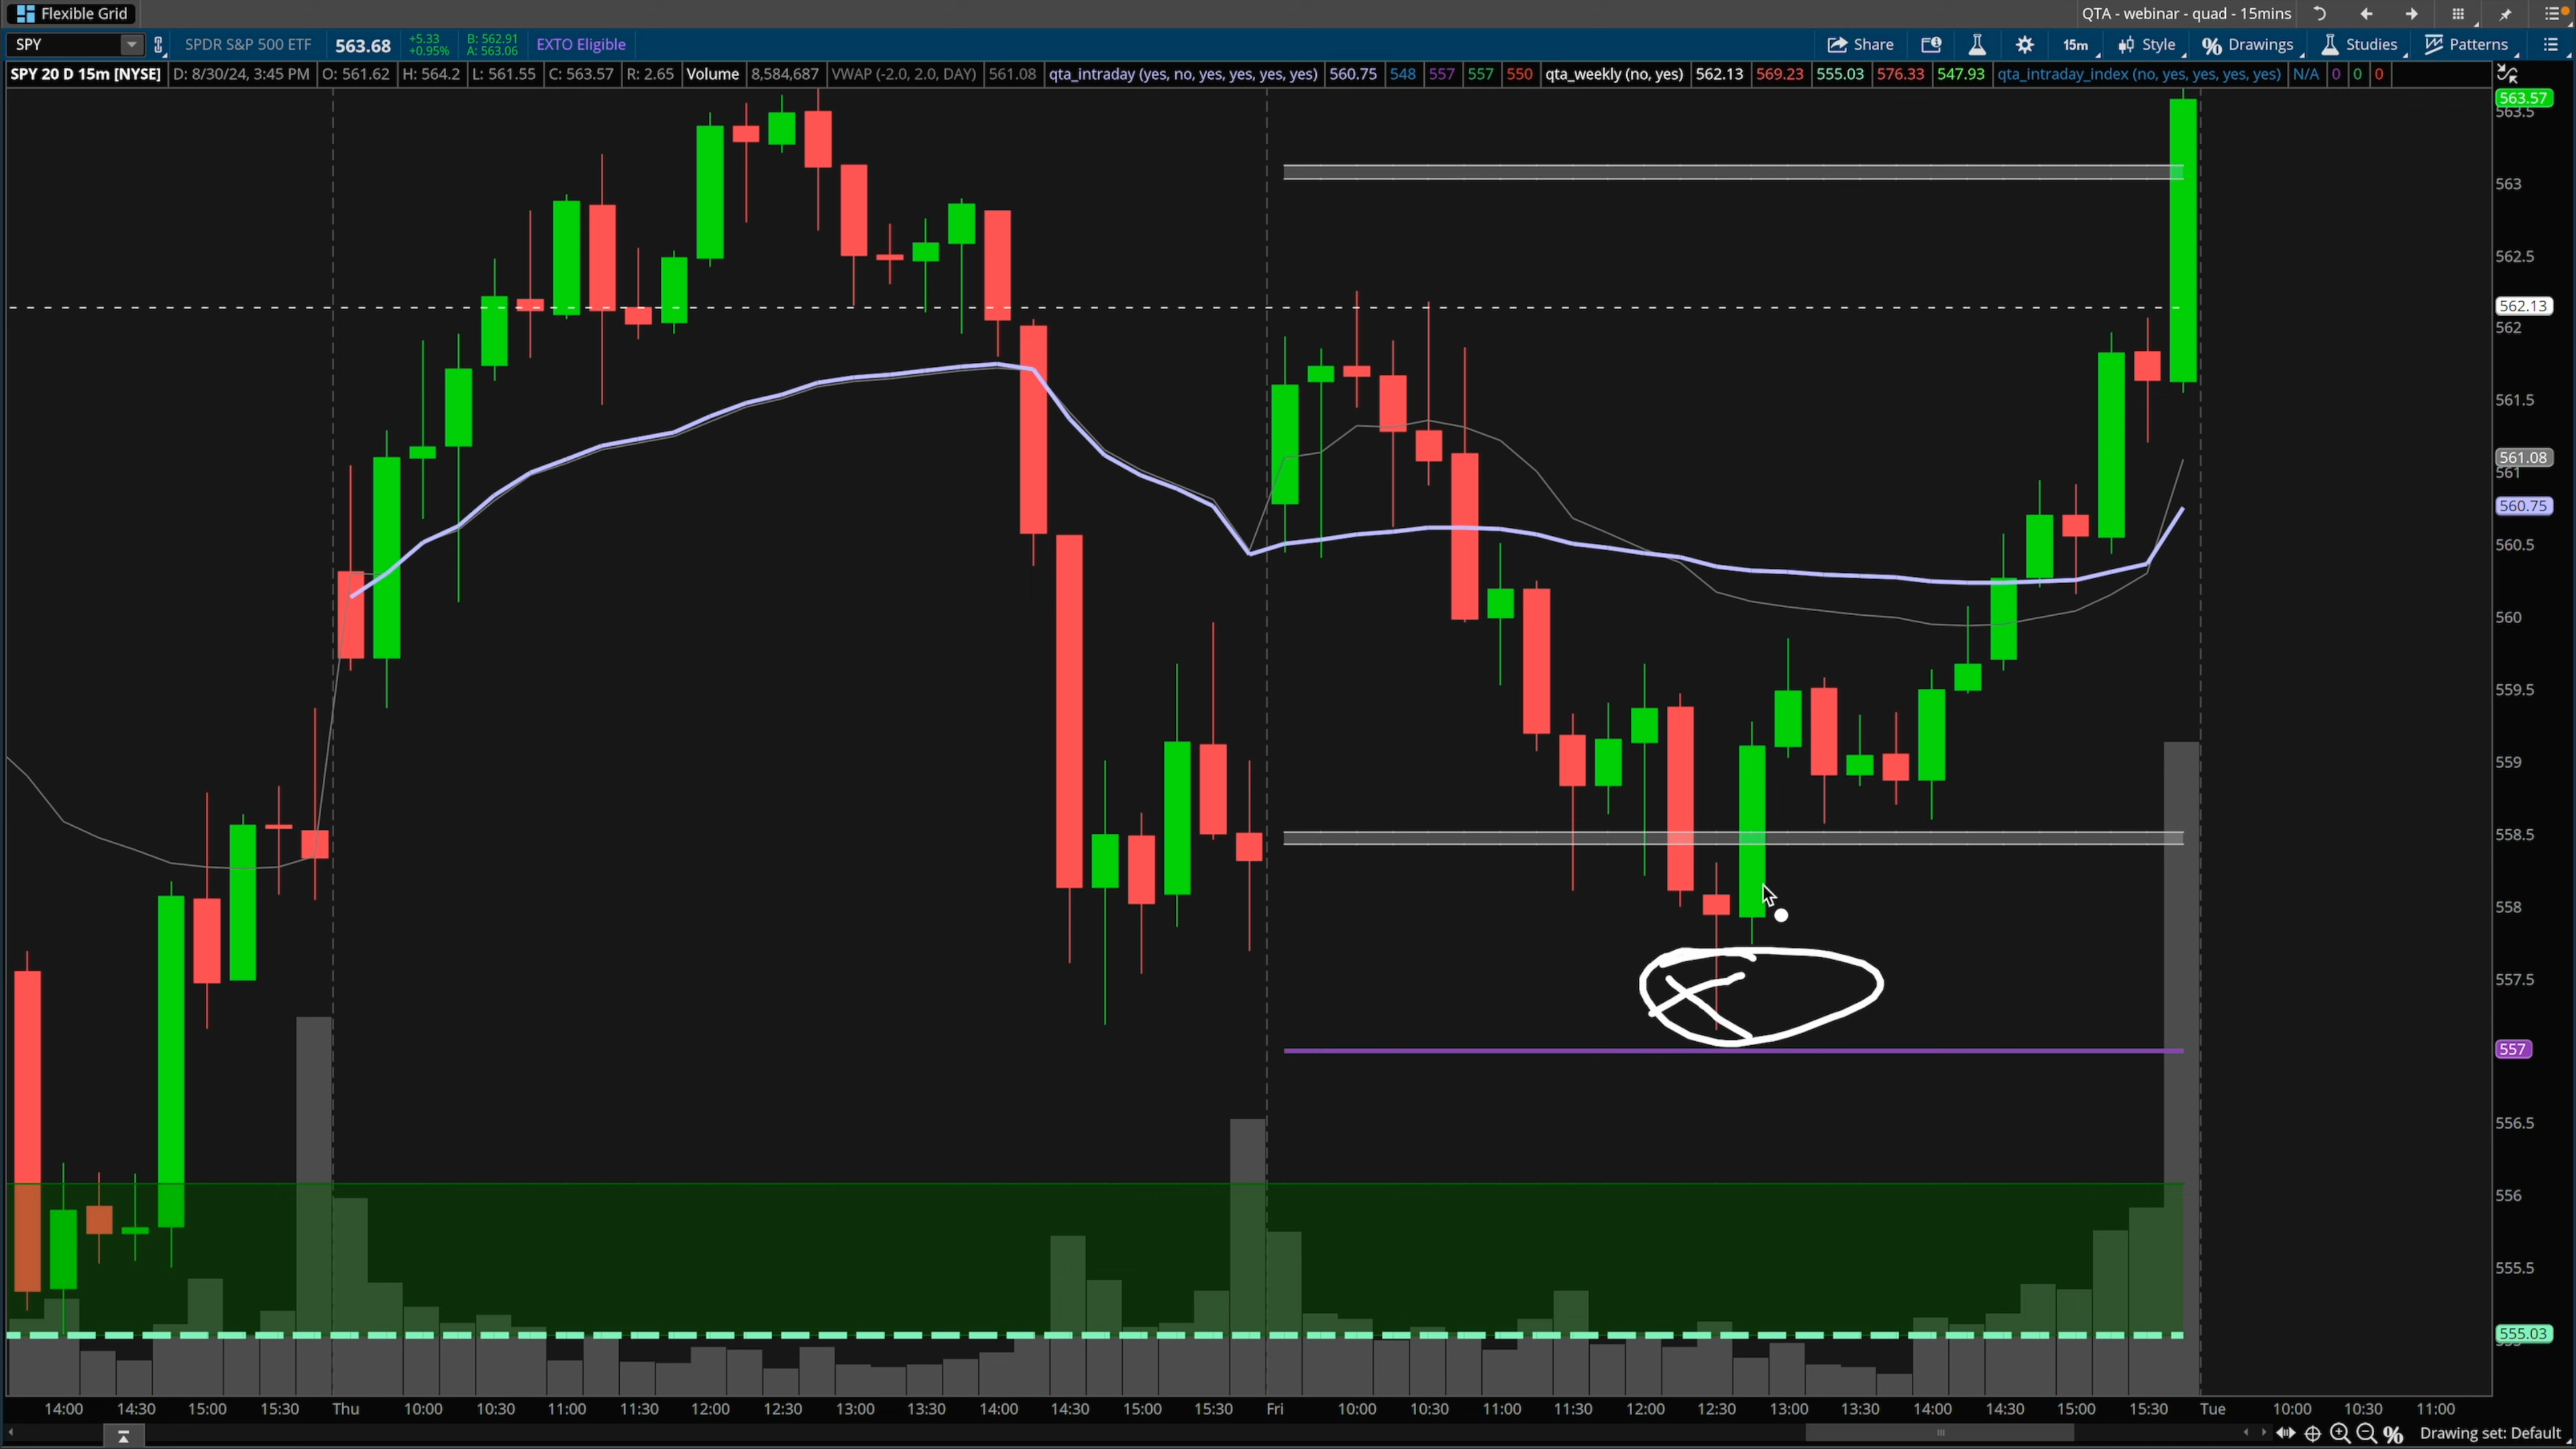 Flexible Grid
QTA - webinar - quad - 15mins
SPY
SPDR S&P 500 ETF
563.68
+5.33
+0.95%
B: 562.91
A: 563.06
EXTO Eligible
Share
15m
Style
Drawings
Studies
Patterns
SPY 20 D 15m [NYSE] D: 8/30/24, 3:45 PM O: 561.62 H: 564.2 L: 561.55 C: 563.57 R: 2.65 Volume 8,584,687 VWAP (-2.0, 2.0, DAY) 561.08 qta_intraday (yes, no, yes, yes, yes, yes) 560.75 548 557 557 550 qta_weekly (no, yes) 562.13 569.23 555.03 576.33 547.93 qta_intraday_index (no, yes, yes, yes, yes) N/A 0 0 0
563.57
563.5
563
562.5
562.13
562
561.5
561.08
561
560.75
560.5
560
559.5
559
558.5
558
557.5
557
556.5
556
555.5
555.03
14:00 14:30 15:00 15:30 Thu 10:00 10:30 11:00 11:30 12:00 12:30 13:00 13:30 14:00 14:30 15:00 15:30 Fri 10:00 10:30 11:00 11:30 12:00 12:30 13:00 13:30 14:00 14:30 15:00 15:30 Tue 10:00 10:30 11:00
Drawing set: Default